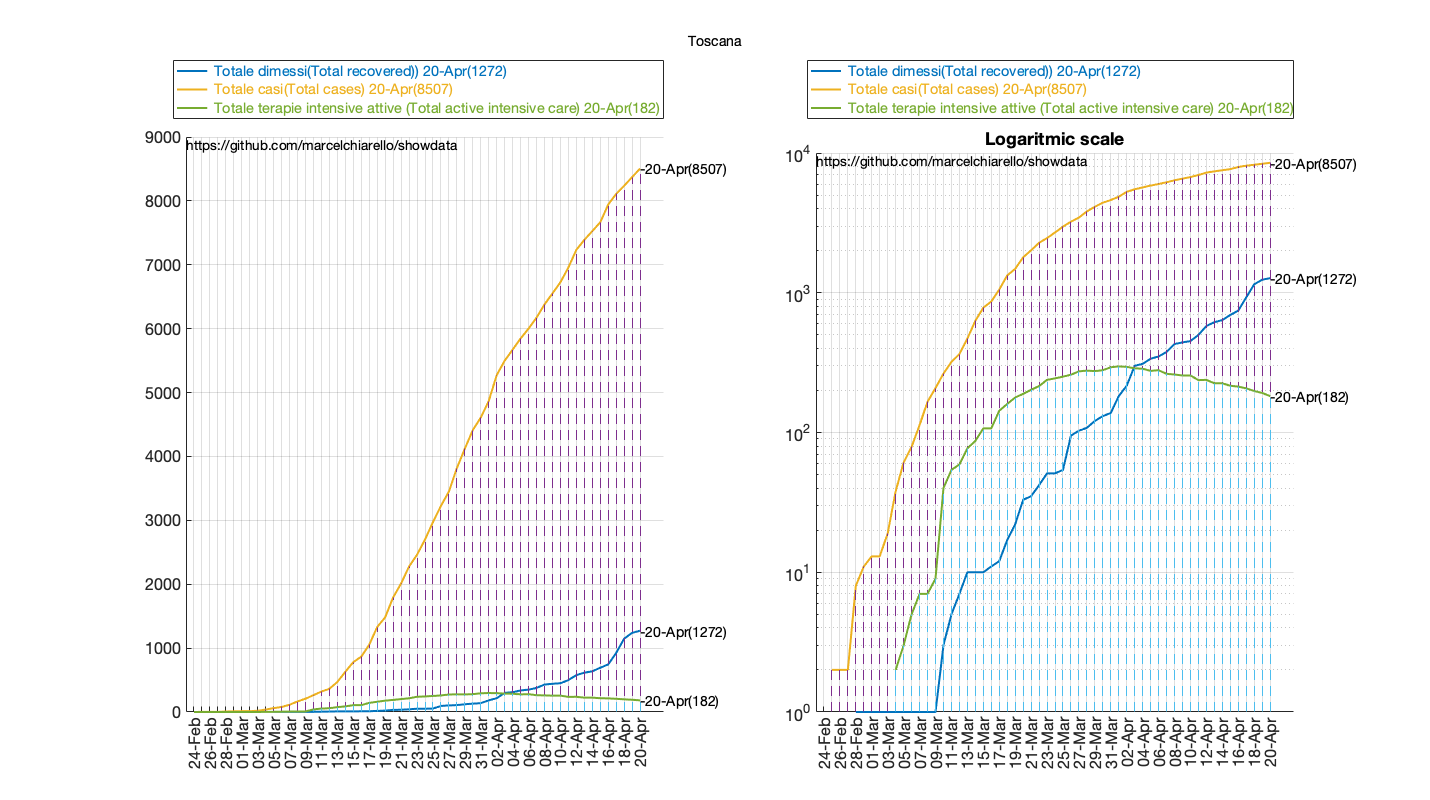 Toscana
Totale dimessi(Total recovered)) 20-Apr(1272)
Totale casi(Total cases) 20-Apr(8507)
Totale terapie intensive attive (Total active intensive care) 20-Apr(182)
https://github.com/marcelchiarello/showdata
9000
8000
7000
6000
5000
4000
3000
2000
1000
0
-20-Apr(8507)
-20-Apr(1272)
-20-Apr(182)
24-Feb
26-Feb
28-Feb
01-Mar
03-Mar
05-Mar
07-Mar
09-Mar
11-Mar
13-Mar
15-Mar
17-Mar
19-Mar
21-Mar
23-Mar
25-Mar
27-Mar
29-Mar
31-Mar
02-Apr
04-Apr
06-Apr
08-Apr
10-Apr
12-Apr
14-Apr
16-Apr
18-Apr
20-Apr
Totale dimessi(Total recovered)) 20-Apr(1272)
Totale casi(Total cases) 20-Apr(8507)
Totale terapie intensive attive (Total active intensive care) 20-Apr(182)
Logaritmic scale
https://github.com/marcelchiarello/showdata
10^4
10^3
10^2
10^1
10^0
-20-Apr(8507)
-20-Apr(1272)
-20-Apr(182)
24-Feb
26-Feb
28-Feb
01-Mar
03-Mar
05-Mar
07-Mar
09-Mar
11-Mar
13-Mar
15-Mar
17-Mar
19-Mar
21-Mar
23-Mar
25-Mar
27-Mar
29-Mar
31-Mar
02-Apr
04-Apr
06-Apr
08-Apr
10-Apr
12-Apr
14-Apr
16-Apr
18-Apr
20-Apr